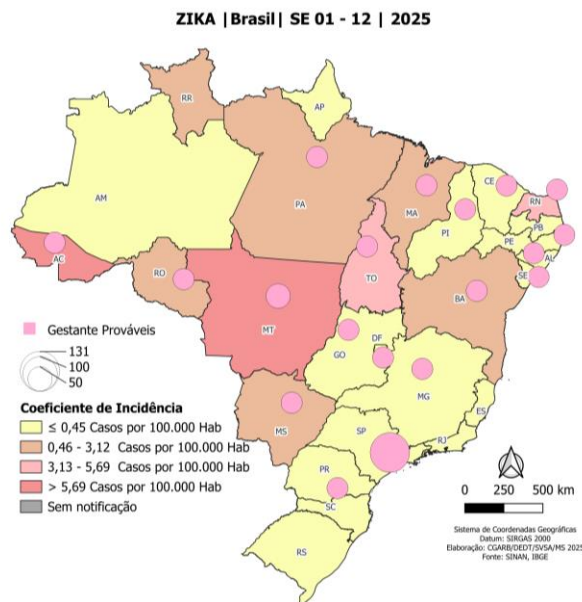 ZIKA |Brasil| SE 01 - 12 | 2025
RR
AP
AM
PA
MA
CE
RN
PB
PI
PE
AL
SE
AC
RO
TO
BA
MT
DF
GO
MG
ES
MS
SP
RJ
PR
SC
RS
Gestante Prováveis
131
100
50
Coeficiente de Incidência
≤ 0,45 Casos por 100.000 Hab
0,46 - 3,12 Casos por 100.000 Hab
3,13 - 5,69 Casos por 100.000 Hab
> 5,69 Casos por 100.000 Hab
Sem notificação
0 250 500 km
Sistema de Coordenadas Geográficas
Datum: SIRGAS 2000
Elaboração: CGARB/DEDT/SVSA/MS 2025
Fonte: SINAN, IBGE